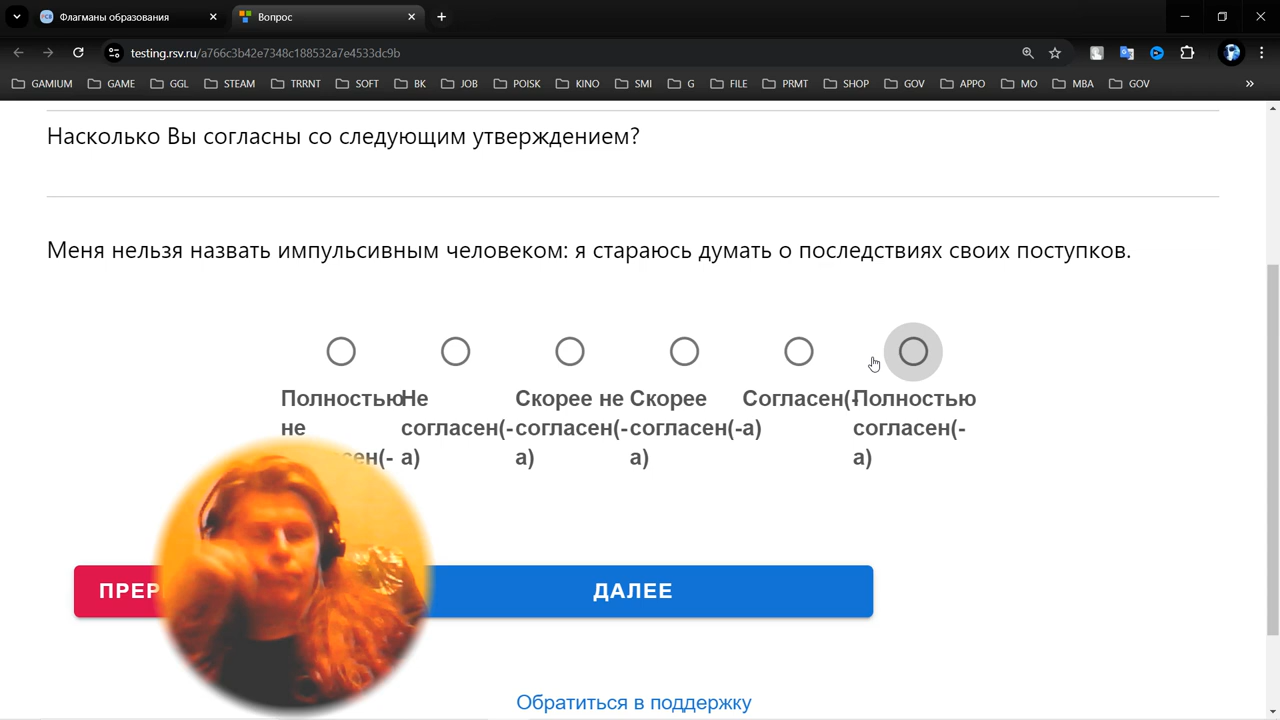 Флагманы образования
Вопрос
testing.rsv.ru/a766c3b42e7348c188532a7e4533dc9b
GAMIUM GAME GGL STEAM TRRNT SOFT BK JOB POISK KINO SMI G FILE PRMT SHOP GOV APPO MO MBA GOV »
Насколько Вы согласны со следующим утверждением?
Меня нельзя назвать импульсивным человеком: я стараюсь думать о последствиях своих поступков.
Полностью Не Скорее не Скорее Согласен(- Полностью
не согласен(- согласен(- согласен(- а) согласен(-
сен(- а) а) а) а)
ПРЕР ДАЛЕЕ
Обратиться в поддержку